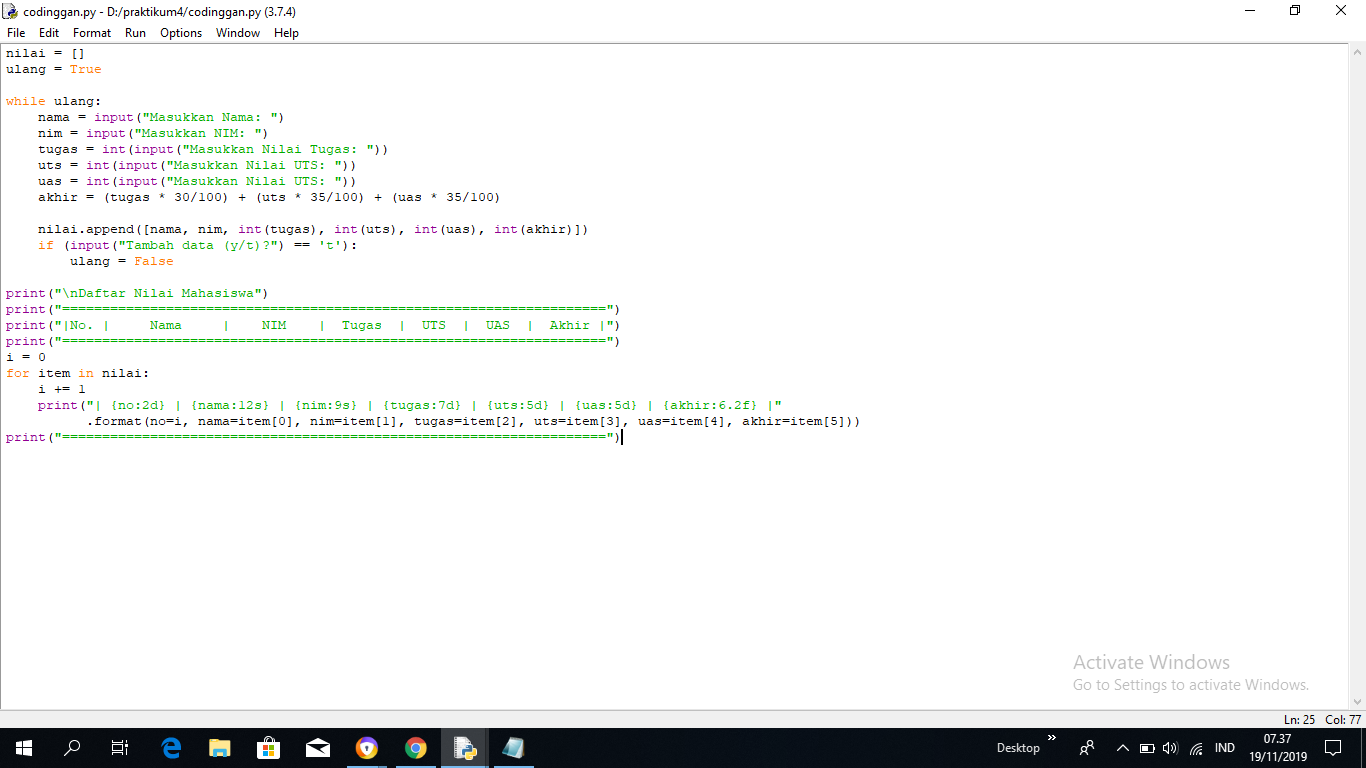 codinggan.py - D:/praktikum4/codinggan.py (3.7.4)
File Edit Format Run Options Window Help
nilai = []
ulang = True

while ulang:
    nama = input("Masukkan Nama: ")
    nim = input("Masukkan NIM: ")
    tugas = int(input("Masukkan Nilai Tugas: "))
    uts = int(input("Masukkan Nilai UTS: "))
    uas = int(input("Masukkan Nilai UTS: "))
    akhir = (tugas * 30/100) + (uts * 35/100) + (uas * 35/100)

    nilai.append([nama, nim, int(tugas), int(uts), int(uas), int(akhir)])
    if (input("Tambah data (y/t)?") == 't'):
        ulang = False

print("\nDaftar Nilai Mahasiswa")
print("====================================================================")
print("|No. |     Nama     |    NIM    |  Tugas  |  UTS  |  UAS  |  Akhir |")
print("====================================================================")
i = 0
for item in nilai:
    i += 1
    print("| {no:2d} | {nama:12s} | {nim:9s} | {tugas:7d} | {uts:5d} | {uas:5d} | {akhir:6.2f} |"
          .format(no=i, nama=item[0], nim=item[1], tugas=item[2], uts=item[3], uas=item[4], akhir=item[5]))
print("====================================================================")
Activate Windows
Go to Settings to activate Windows.
Ln: 25 Col: 77
Desktop
IND
07.37
19/11/2019